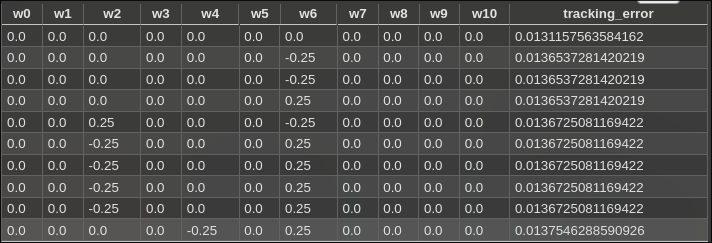 w0 w1 w2 w3 w4 w5 w6 w7 w8 w9 w10 tracking_error
0.0 0.0 0.0 0.0 0.0 0.0 0.0 0.0 0.0 0.0 0.0 0.0131157563584162
0.0 0.0 0.0 0.0 0.0 0.0 -0.25 0.0 0.0 0.0 0.0 0.0136537281420219
0.0 0.0 0.0 0.0 0.0 0.0 -0.25 0.0 0.0 0.0 0.0 0.0136537281420219
0.0 0.0 0.0 0.0 0.0 0.0 0.25 0.0 0.0 0.0 0.0 0.0136537281420219
0.0 0.0 0.25 0.0 0.0 0.0 -0.25 0.0 0.0 0.0 0.0 0.0136725081169422
0.0 0.0 -0.25 0.0 0.0 0.0 0.25 0.0 0.0 0.0 0.0 0.0136725081169422
0.0 0.0 -0.25 0.0 0.0 0.0 0.25 0.0 0.0 0.0 0.0 0.0136725081169422
0.0 0.0 -0.25 0.0 0.0 0.0 0.25 0.0 0.0 0.0 0.0 0.0136725081169422
0.0 0.0 -0.25 0.0 0.0 0.0 0.25 0.0 0.0 0.0 0.0 0.0136725081169422
0.0 0.0 0.0 0.0 -0.25 0.0 0.25 0.0 0.0 0.0 0.0 0.0137546288590926